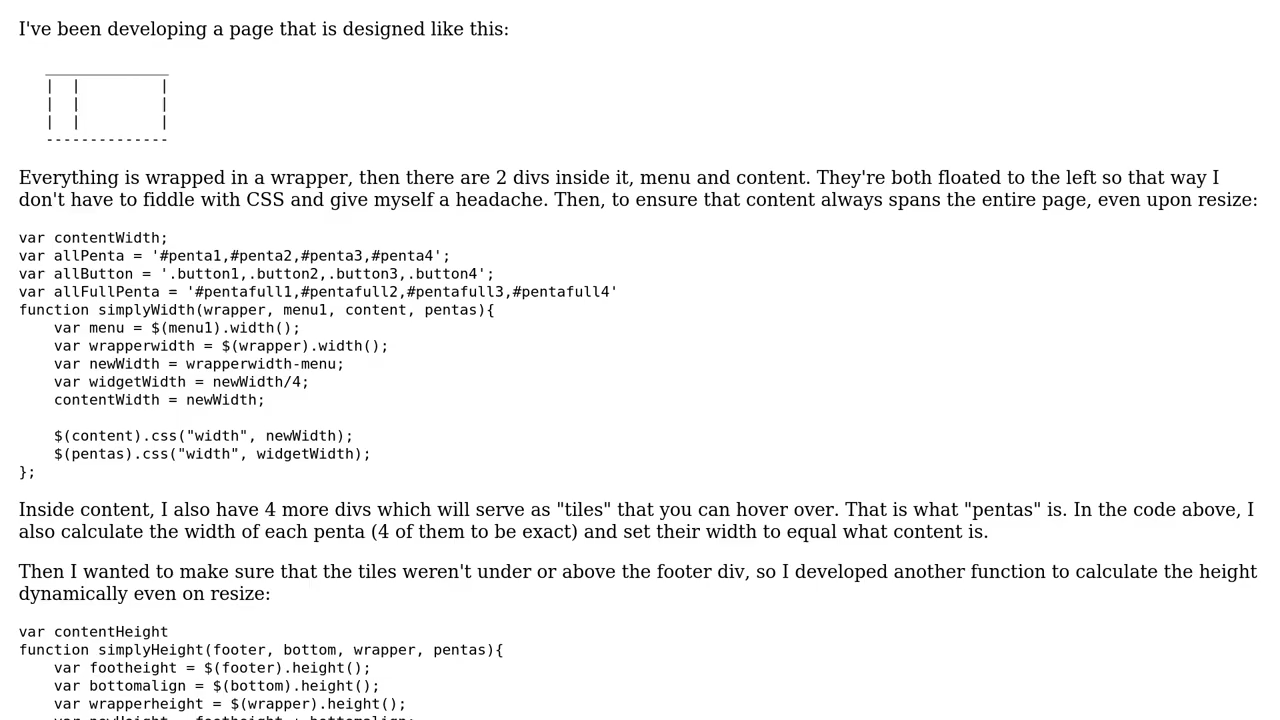 I've been developing a page that is designed like this:
______________
|  |          |
|  |          |
|  |          |
--------------
Everything is wrapped in a wrapper, then there are 2 divs inside it, menu and content. They're both floated to the left so that way I
don't have to fiddle with CSS and give myself a headache. Then, to ensure that content always spans the entire page, even upon resize:
var contentWidth;
var allPenta = '#penta1,#penta2,#penta3,#penta4';
var allButton = '.button1,.button2,.button3,.button4';
var allFullPenta = '#pentafull1,#pentafull2,#pentafull3,#pentafull4'
function simplyWidth(wrapper, menu1, content, pentas){
    var menu = $(menu1).width();
    var wrapperwidth = $(wrapper).width();
    var newWidth = wrapperwidth-menu;
    var widgetWidth = newWidth/4;
    contentWidth = newWidth;
    $(content).css("width", newWidth);
    $(pentas).css("width", widgetWidth);
};
Inside content, I also have 4 more divs which will serve as "tiles" that you can hover over. That is what "pentas" is. In the code above, I
also calculate the width of each penta (4 of them to be exact) and set their width to equal what content is.
Then I wanted to make sure that the tiles weren't under or above the footer div, so I developed another function to calculate the height
dynamically even on resize:
var contentHeight
function simplyHeight(footer, bottom, wrapper, pentas){
    var footheight = $(footer).height();
    var bottomalign = $(bottom).height();
    var wrapperheight = $(wrapper).height();